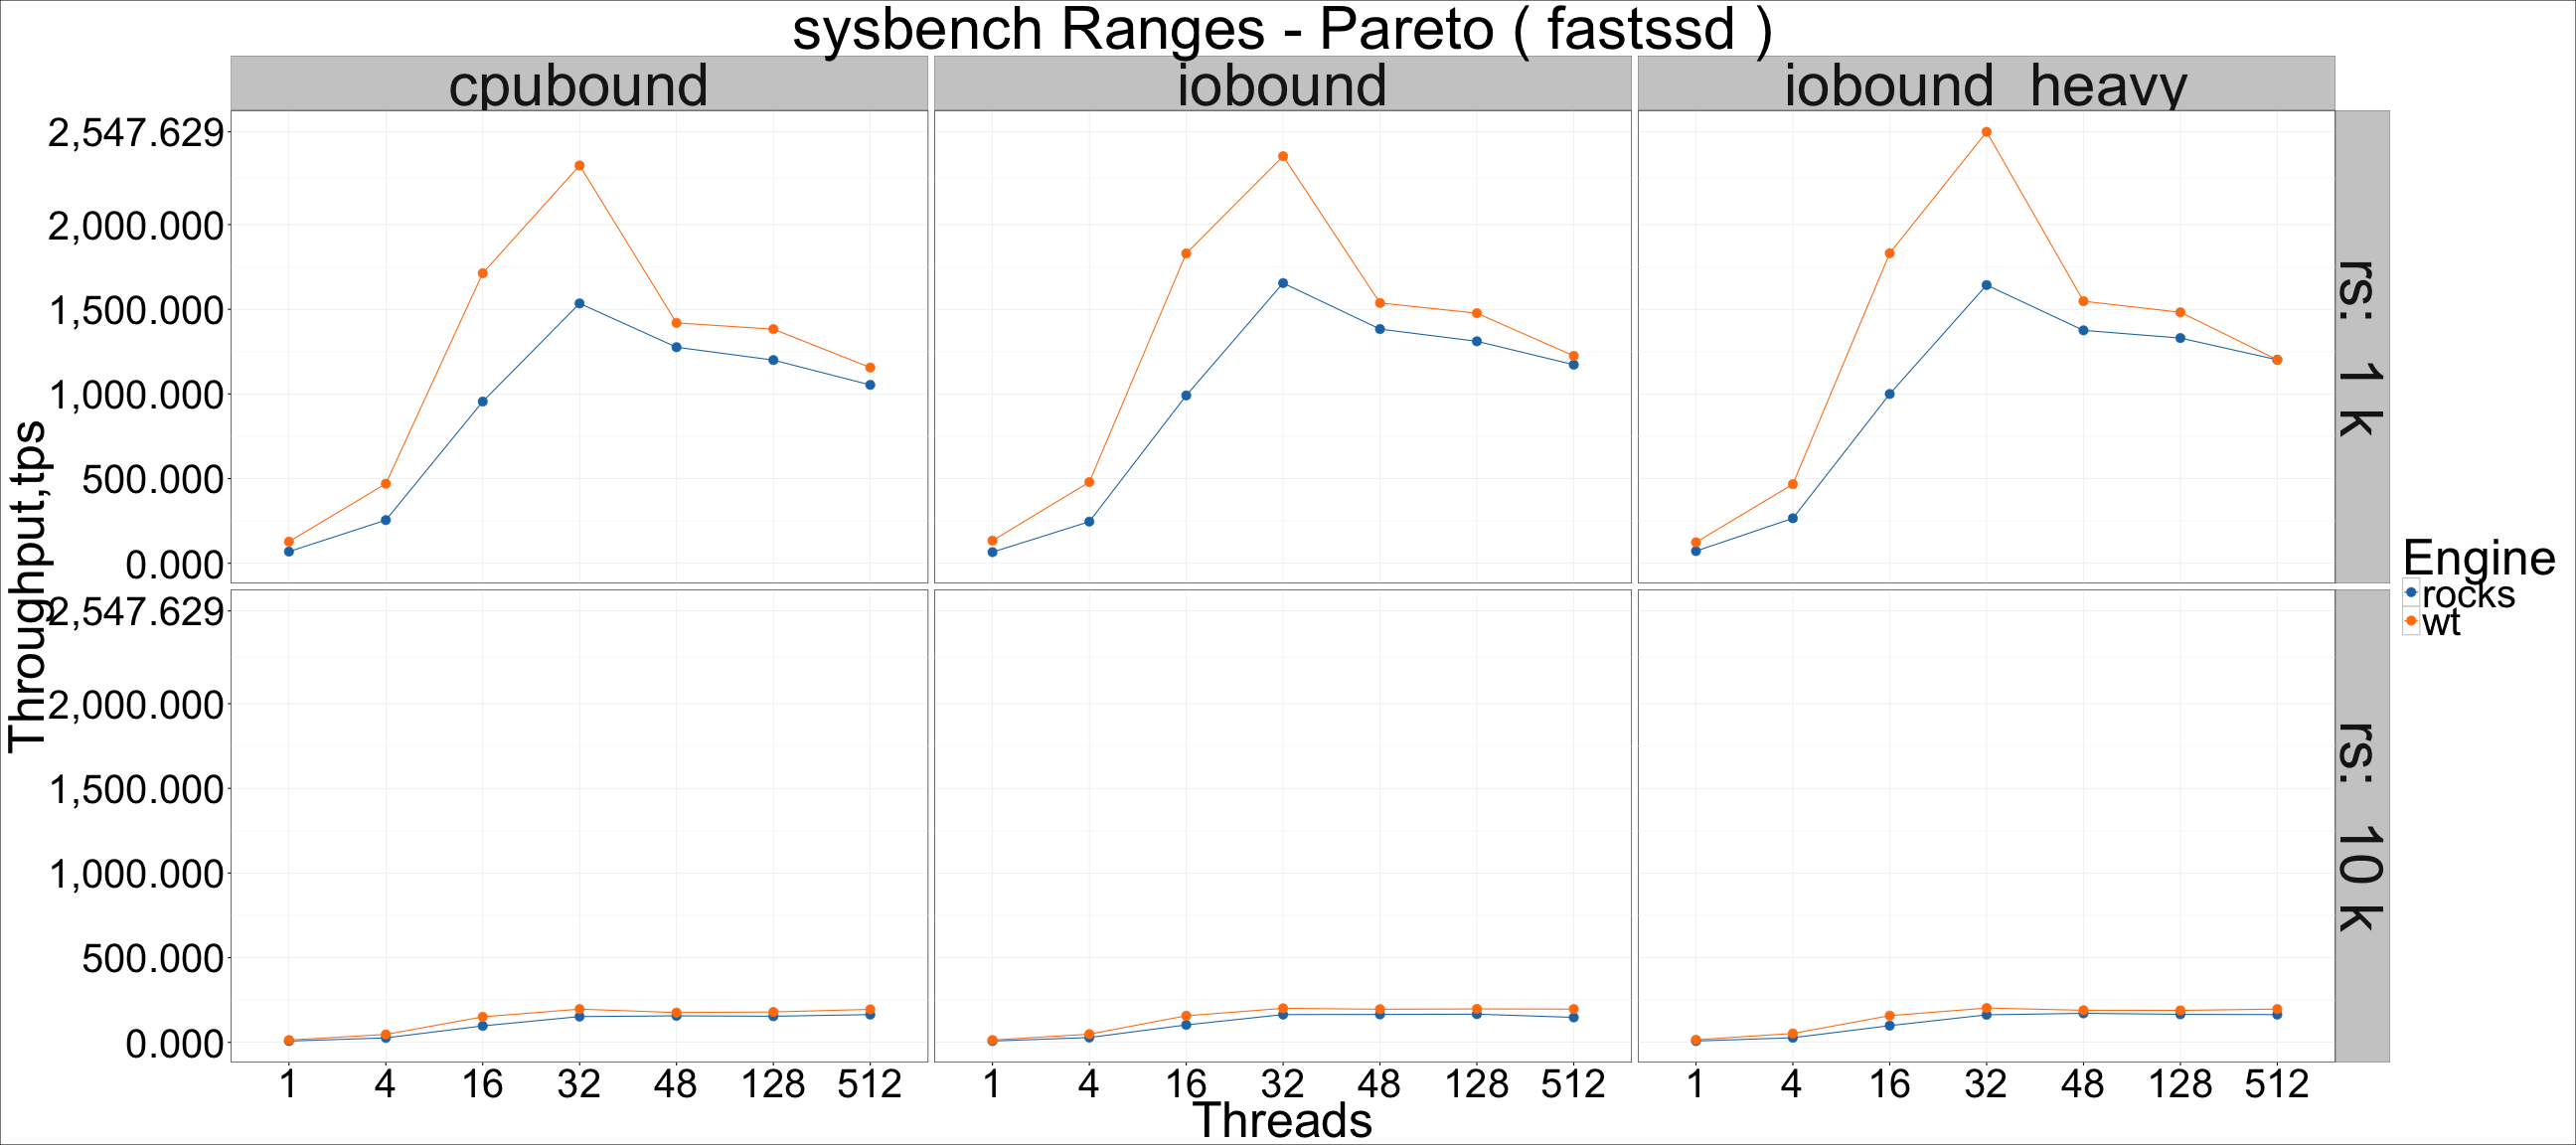 sysbench Ranges - Pareto ( fastssd )
cpubound
iobound
iobound heavy
2,547.629
2,000.000
1,500.000
1,000.000
500.000
0.000
rs: 1 k
2,547.629
2,000.000
1,500.000
1,000.000
500.000
0.000
rs: 10 k
Throughput,tps
1 4 16 32 48 128 512
1 4 16 32 48 128 512
1 4 16 32 48 128 512
Threads
Engine
rocks
wt